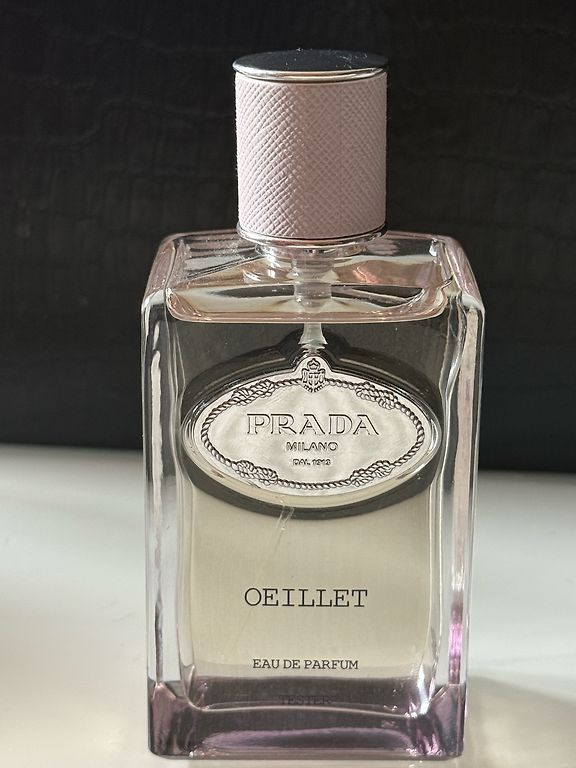 PRADA
MILANO
DAL 1913
OEILLET
EAU DE PARFUM
TESTER